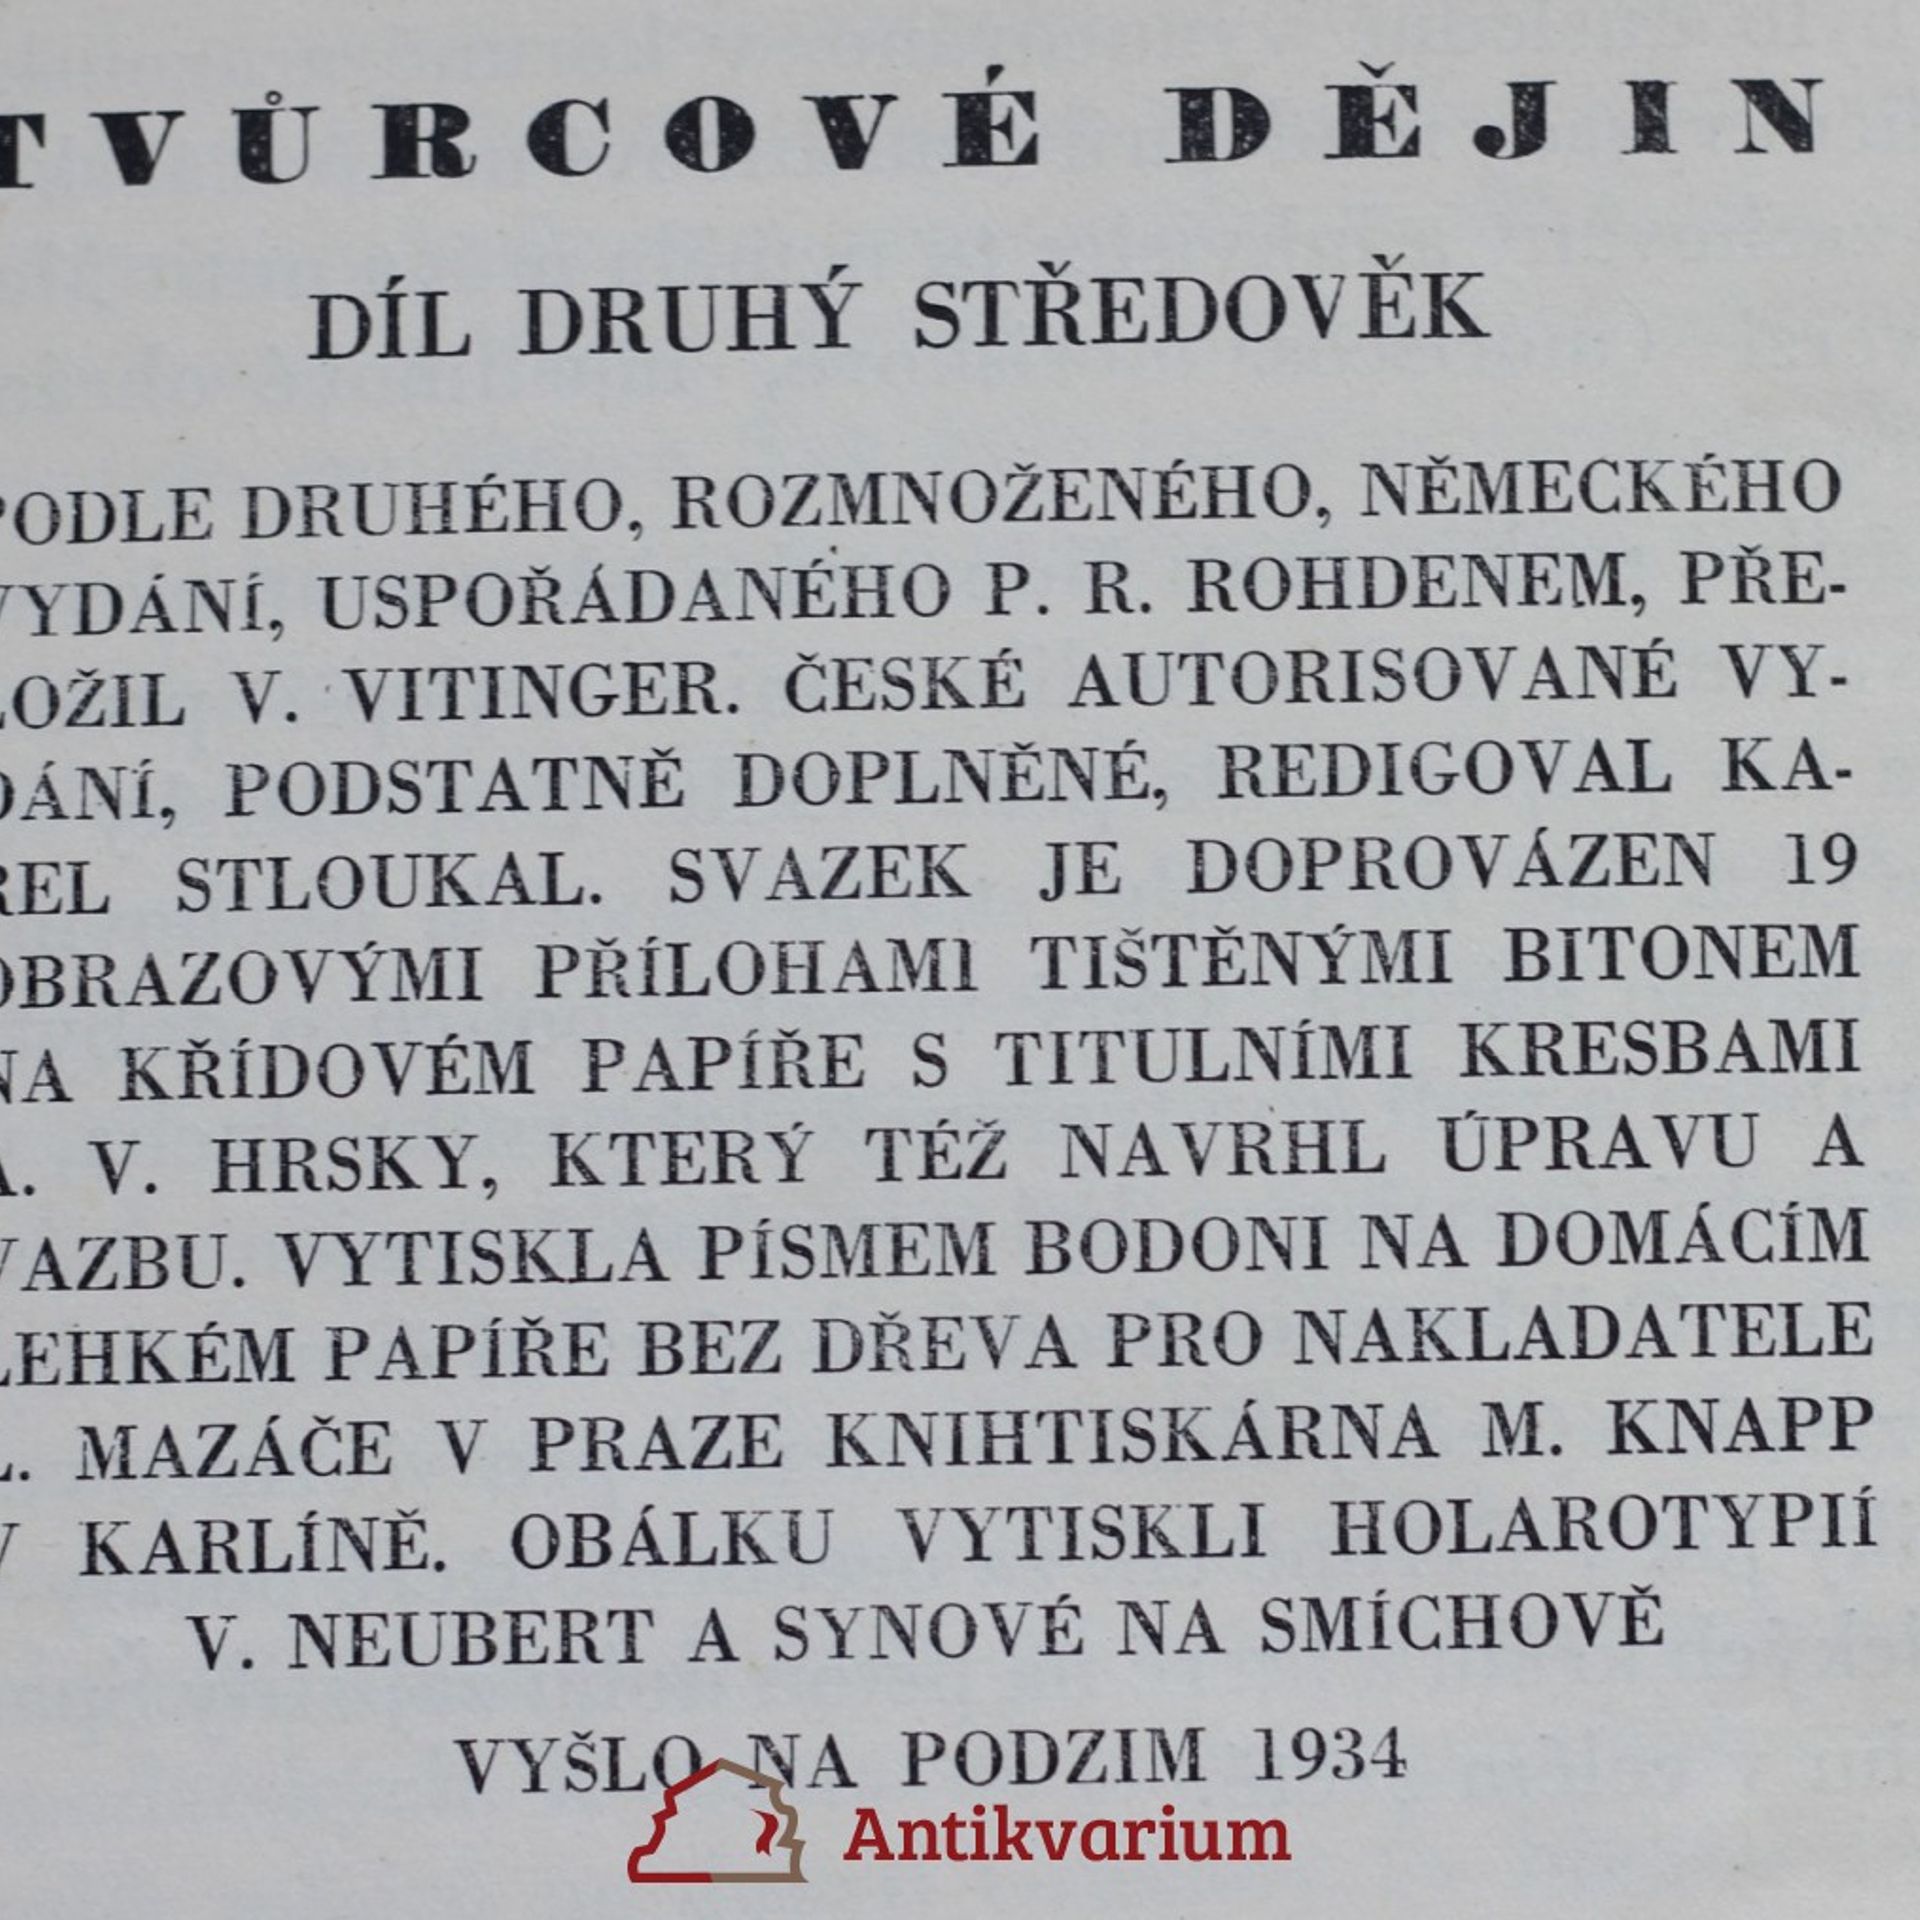 TVŮRCOVÉ DĚJIN
DÍL DRUHÝ STŘEDOVĚK
PODLE DRUHÉHO, ROZMNOŽENÉHO, NĚMECKÉHO
VYDÁNÍ, USPOŘÁDANÉHO P. R. ROHDENEM, PŘE-
LOŽIL V. VITINGER. ČESKÉ AUTORISOVANÉ VY-
DÁNÍ, PODSTATNĚ DOPLNĚNÉ, REDIGOVAL KA-
REL STLOUKAL. SVAZEK JE DOPROVÁZEN 19
OBRAZOVÝMI PŘÍLOHAMI TIŠTĚNÝMI BITONEM
NA KŘÍDOVÉM PAPÍŘE S TITULNÍMI KRESBAMI
A. V. HRSKY, KTERÝ TÉŽ NAVRHL ÚPRAVU A
VAZBU. VYTISKLA PÍSMEM BODONI NA DOMÁCÍM
LEHKÉM PAPÍŘE BEZ DŘEVA PRO NAKLADATELE
L. MAZÁČE V PRAZE KNIHTISKÁRNA M. KNAPP
V KARLÍNĚ. OBÁLKU VYTISKLI HOLAROTYPIÍ
V. NEUBERT A SYNOVÉ NA SMÍCHOVĚ
VYŠLO NA PODZIM 1934
Antikvarium